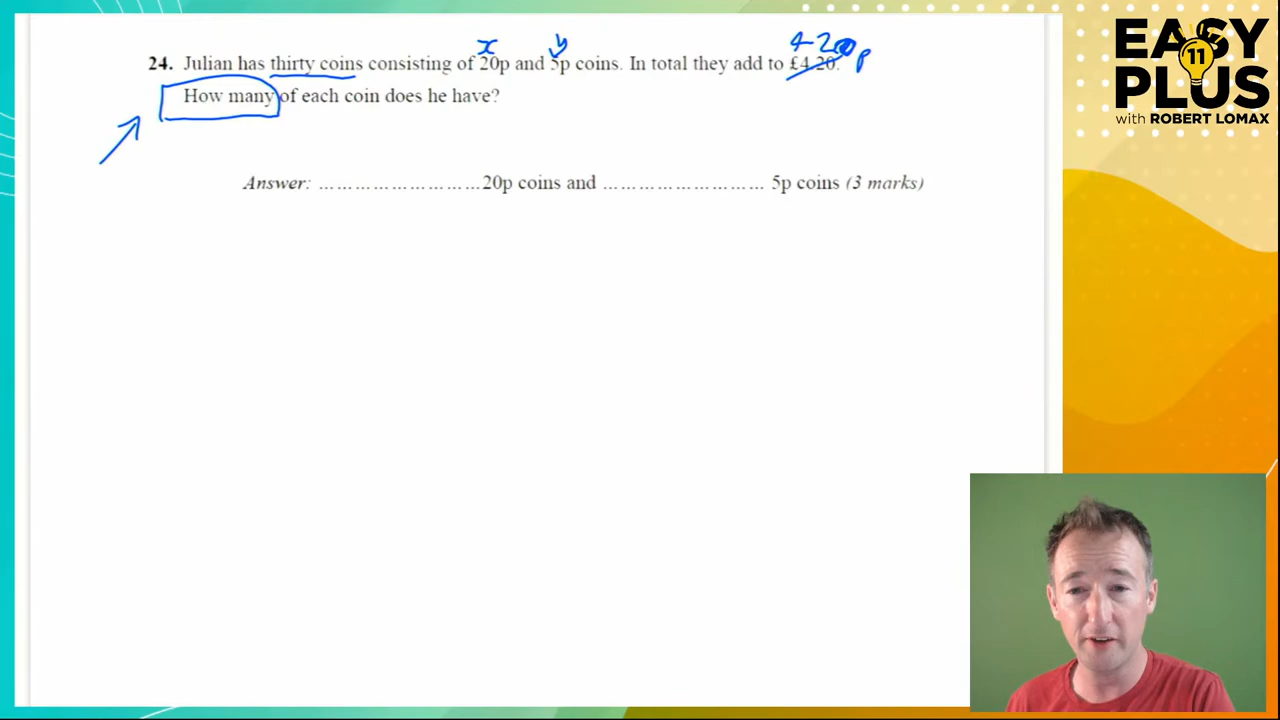 EASY
11
PLUS
with ROBERT LOMAX
x y 420p
24. Julian has thirty coins consisting of 20p and 5p coins. In total they add to £4.20.
How many of each coin does he have?
Answer: ........................20p coins and ........................ 5p coins (3 marks)